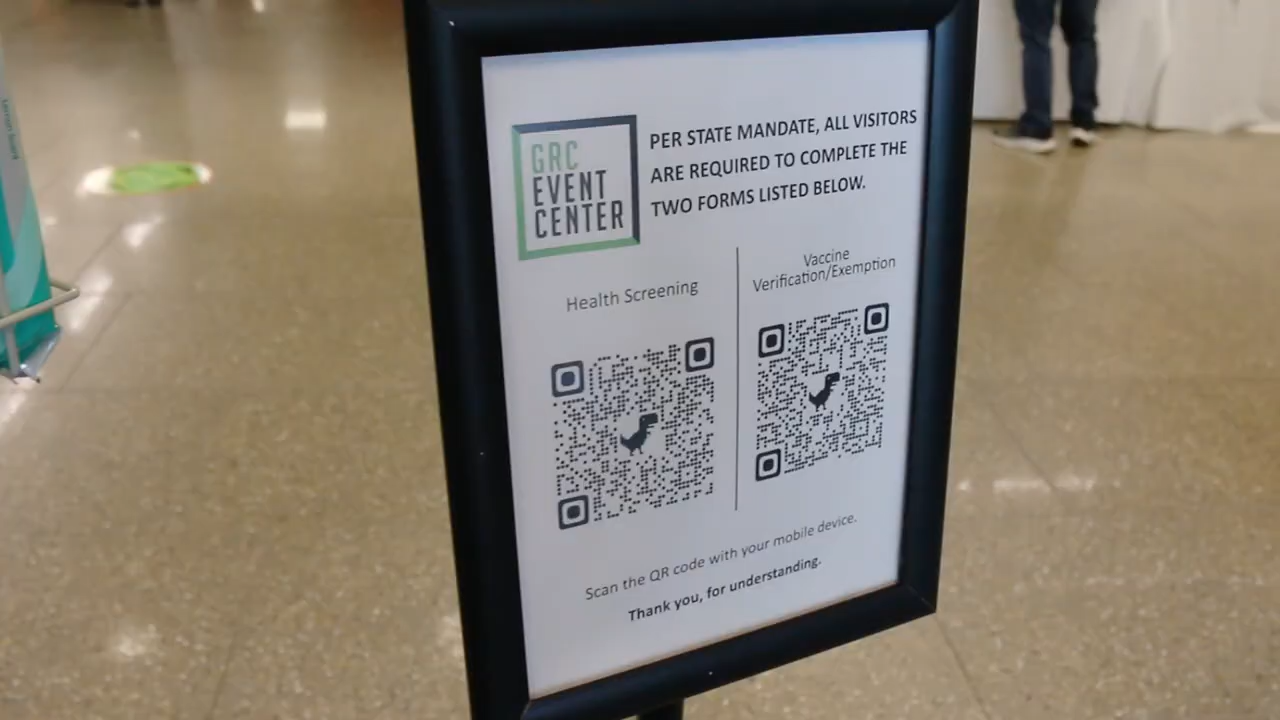 GRC
EVENT
CENTER
PER STATE MANDATE, ALL VISITORS
ARE REQUIRED TO COMPLETE THE
TWO FORMS LISTED BELOW.
Health Screening
Vaccine
Verification/Exemption
Scan the QR code with your mobile device.
Thank you, for understanding.